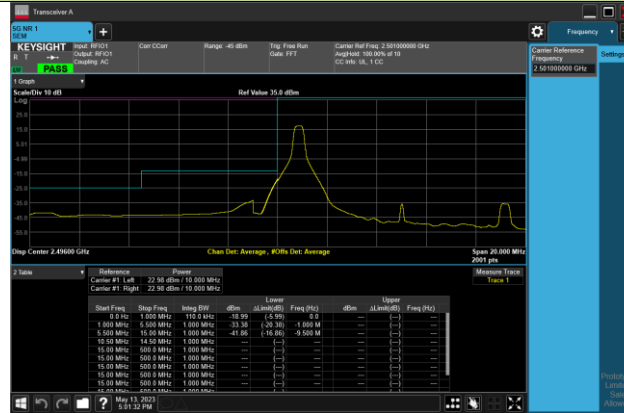 Transceiver A
5G NR 1
SEM
Frequency
KEYSIGHT
Input: RFIO1
Output: RFIO1
Coupling: AC
Corr CCorr
Range: -45 dBm
Trig: Free Run
Gate: FFT
Carrier Ref Freq: 2.501000000 GHz
Avg|Hold: 100.00% of 10
CC Info: UL, 1 CC
R T
PASS
Carrier Reference
Frequency
2.501000000 GHz
Settings
1 Graph
Scale/Div 10 dB
Ref Value 35.0 dBm
Log
25.0
15.0
5.01
-4.99
-15.0
-25.0
-35.0
-45.0
-55.0
Disp Center 2.49600 GHz
Chan Det: Average , #Offs Det: Average
Span 20.000 MHz
2001 pts
2 Table
Reference Power
Carrier #1: Left 22.98 dBm / 10.000 MHz
Carrier #1: Right 22.98 dBm / 10.000 MHz
Measure Trace
Trace 1
Lower Upper
Start Freq Stop Freq Integ BW dBm ΔLimit(dB) Freq (Hz) dBm ΔLimit(dB) Freq (Hz)
0.0 Hz 1.000 MHz 110.0 kHz -18.99 (-5.99) 0.0 --- (---) ---
1.000 MHz 5.500 MHz 1.000 MHz -33.38 (-20.38) -1.000 M --- (---) ---
5.500 MHz 15.00 MHz 1.000 MHz -41.86 (-16.86) -9.500 M --- (---) ---
10.50 MHz 14.50 MHz 1.000 MHz --- (---) --- --- (---) ---
15.00 MHz 500.0 MHz 1.000 MHz --- (---) --- --- (---) ---
15.00 MHz 500.0 MHz 1.000 MHz --- (---) --- --- (---) ---
15.00 MHz 500.0 MHz 1.000 MHz --- (---) --- --- (---) ---
15.00 MHz 500.0 MHz 1.000 MHz --- (---) --- --- (---) ---
15.00 MHz 500.0 MHz 1.000 MHz --- (---) --- --- (---) ---
May 13, 2023
5:01:32 PM